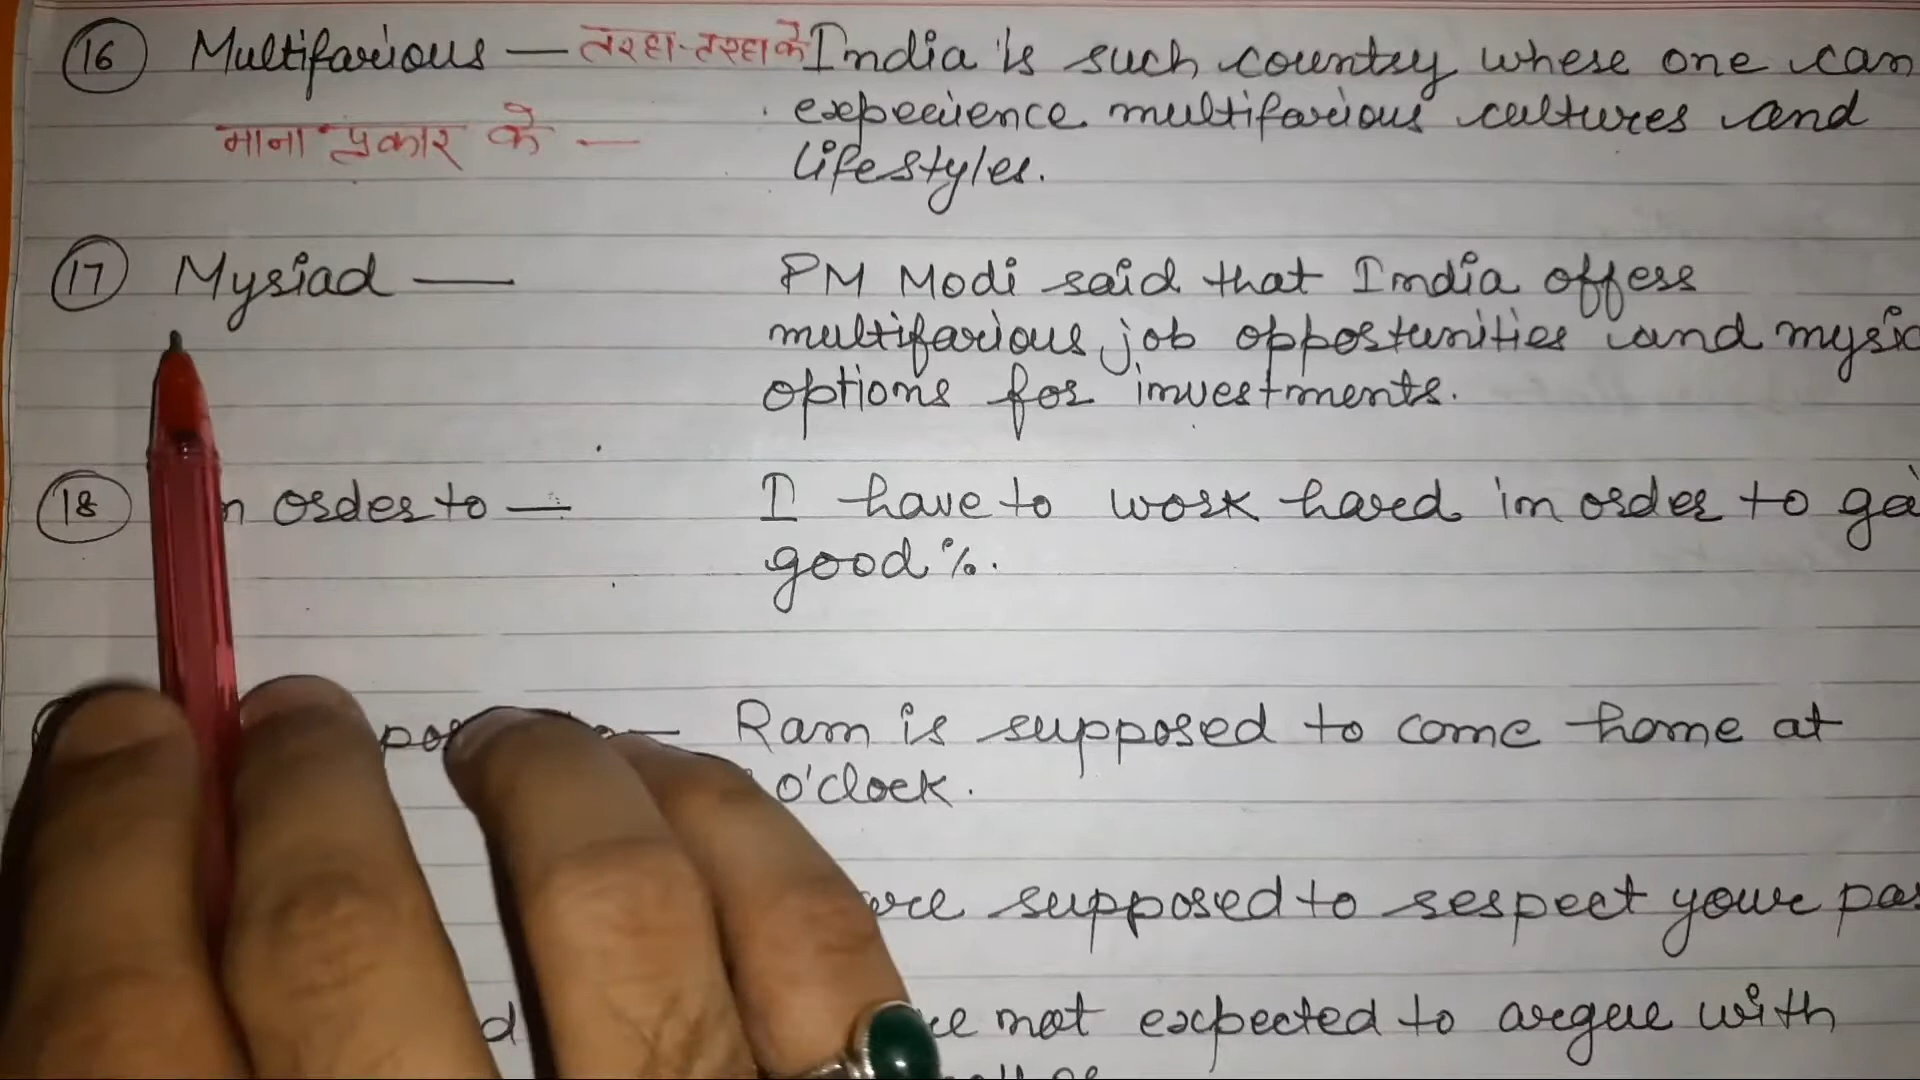 16 Multifarious — तरहा-तरहा के India is such country where one can
माना प्रकार के — experience multifarious cultures and
lifestyles.
17 Myriad — PM Modi said that India offers
multifarious job opportunities and
options for investments.
18 order to — I have to work hard in order to
good %.
Ram is supposed to come home at
o'clock.
supposed to respect your
not expected to argue with